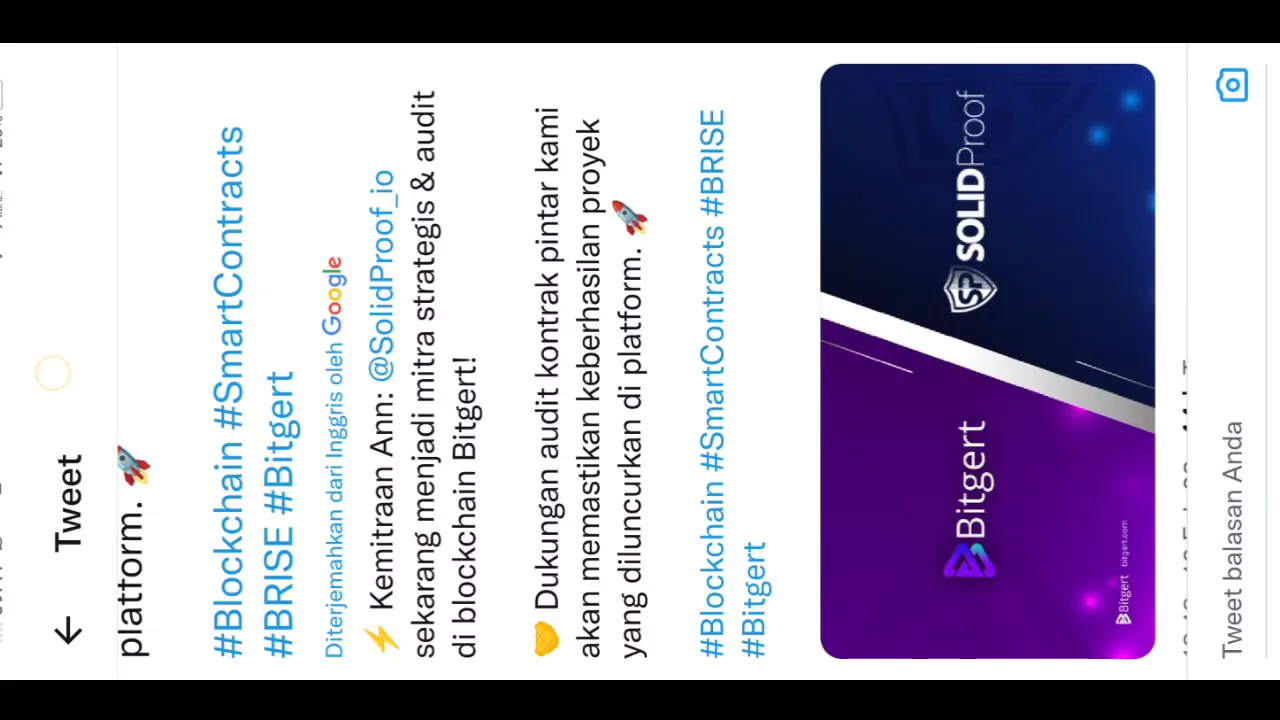 Tweet
platform. 🚀
#Blockchain #SmartContracts
#BRISE #Bitgert
Diterjemahkan dari Inggris oleh Google
⚡ Kemitraan Ann: @SolidProof_io
sekarang menjadi mitra strategis & audit
di blockchain Bitgert!
🤝 Dukungan audit kontrak pintar kami
akan memastikan keberhasilan proyek
yang diluncurkan di platform. 🚀
#Blockchain #SmartContracts #BRISE
#Bitgert
Bitgert
SOLIDProof
Bitgert bitgert.com
Tweet balasan Anda